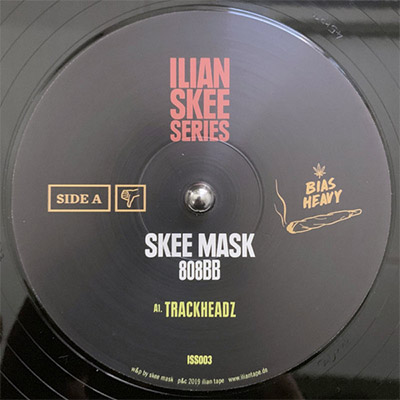 ILIAN
SKEE
SERIES
SIDE A
BIAS
HEAVY
SKEE MASK
808BB
A1. TRACKHEADZ
ISS003
w&p by skee mask p&c 2019 ilian tape www.iliantape.de